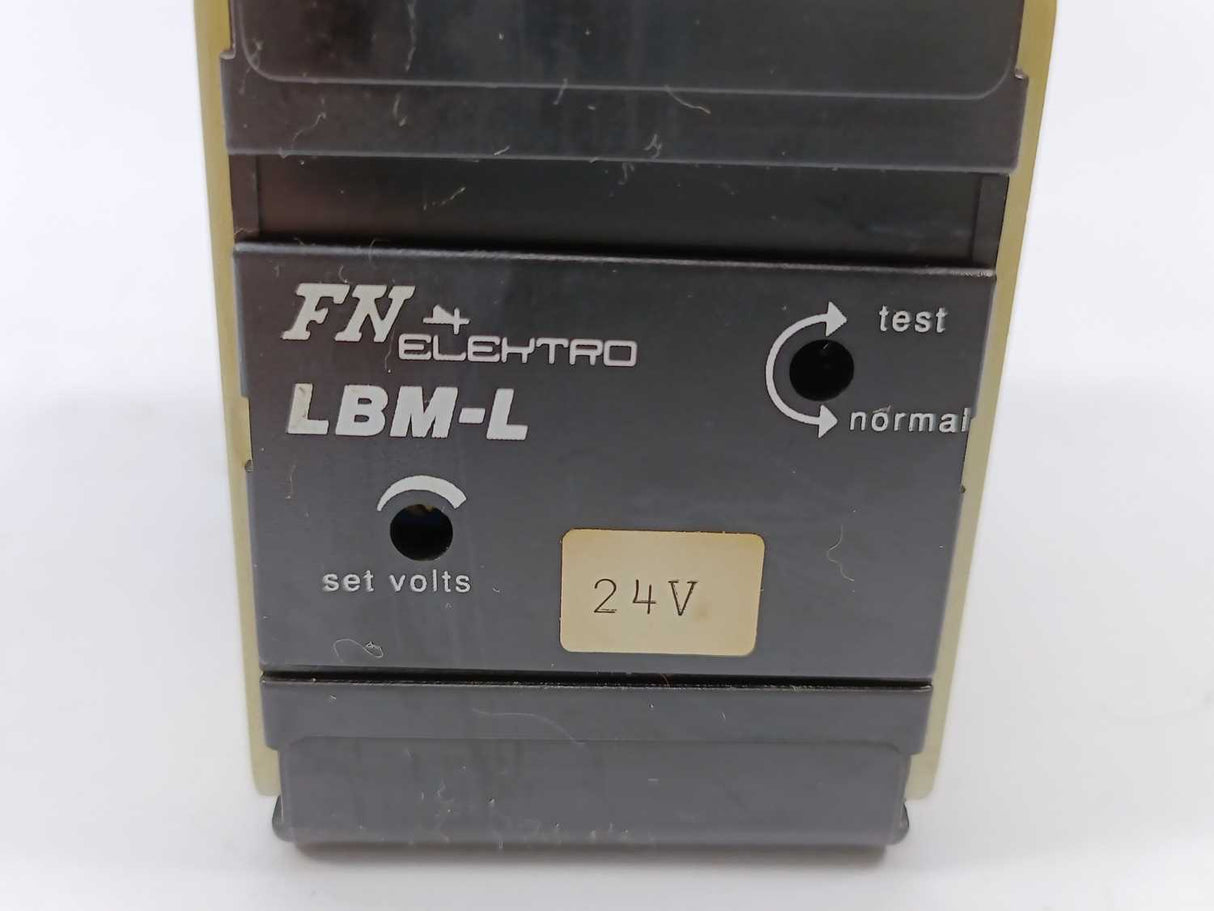 FN ELEKTRO
LBM-L
test
normal
set volts
24V